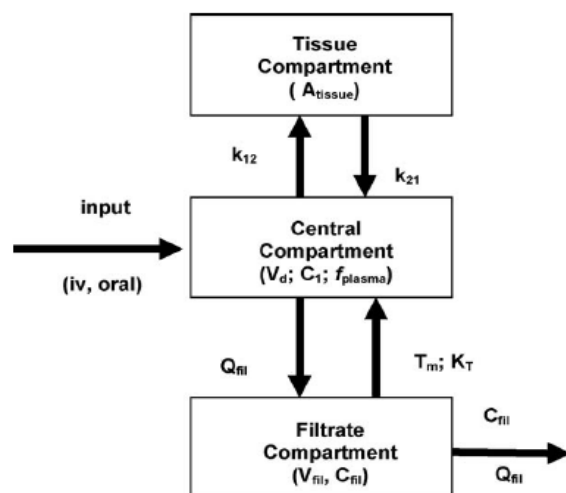 Tissue
Compartment
( Atissue)
k12
k21
input
Central
Compartment
(Vd; C1; fplasma)
(iv, oral)
Qfil
Tm; KT
Cfil
Filtrate
Compartment
(Vfil, Cfil)
Qfil